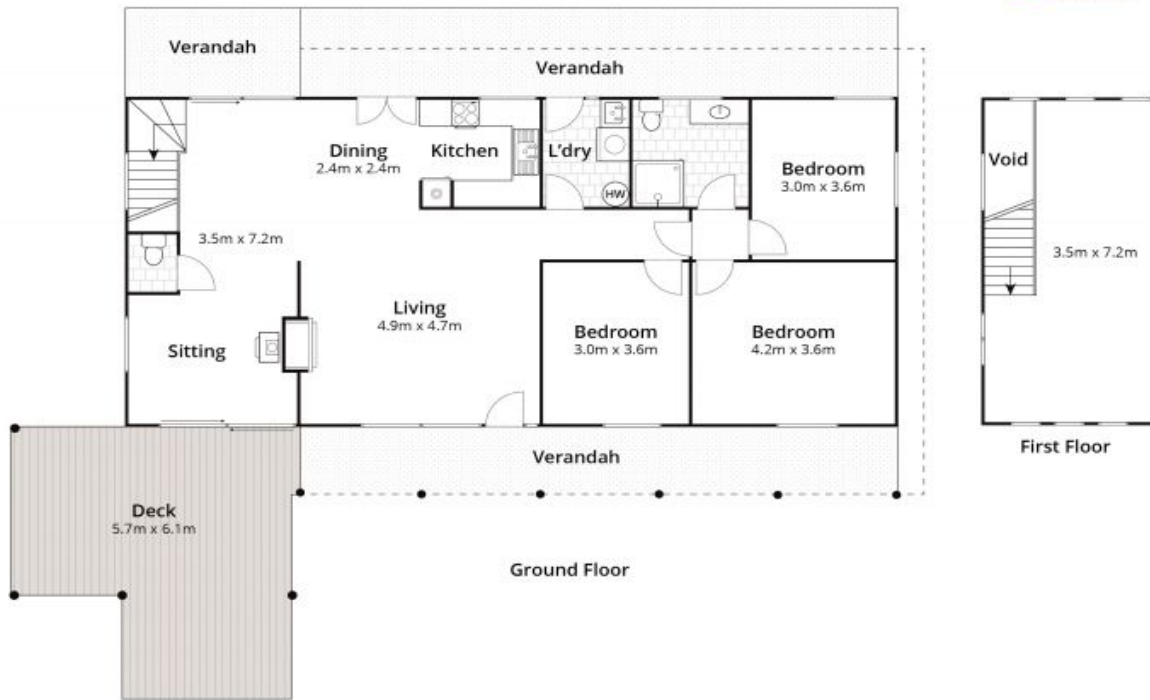 Verandah
Verandah
Dining
2.4m x 2.4m
Kitchen
L'dry
HW
Bedroom
3.0m x 3.6m
3.5m x 7.2m
Living
4.9m x 4.7m
Sitting
Bedroom
3.0m x 3.6m
Bedroom
4.2m x 3.6m
Verandah
Deck
5.7m x 6.1m
Ground Floor
Void
3.5m x 7.2m
First Floor